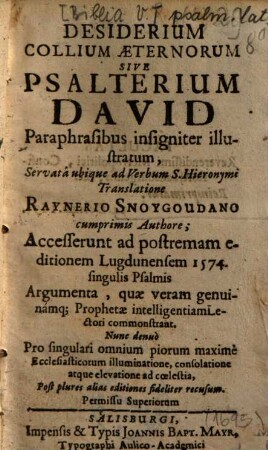 [Biblia V.T. psalm. Lat.]
DESIDERIUM
COLLIUM ÆTERNORUM
SIVE
PSALTERIUM
DAVID
Paraphrasibus insigniter illu-
stratum,
Servatâ ubique ad Verbum S. Hieronymi
Translatione
RAYNERIO SNOYGOUDANO
cumprimis Authore;
Accesserunt ad postremam e-
ditionem Lugdunensem 1574.
singulis Psalmis
Argumenta, quæ veram genui-
namq; Prophetæ intelligentiam Le-
ctori commonstrant.
Nunc denuò
Pro singulari omnium piorum maximè
Ecclesiasticorum illuminatione, consolatione
atque elevatione ad cœlestia,
Post plures alias editiones fideliter recusum.
Permissu Superiorum
SALISBURGI,
Impensis & Typis JOANNIS BAPT. MAYR,
Typographi Aulico-Academici